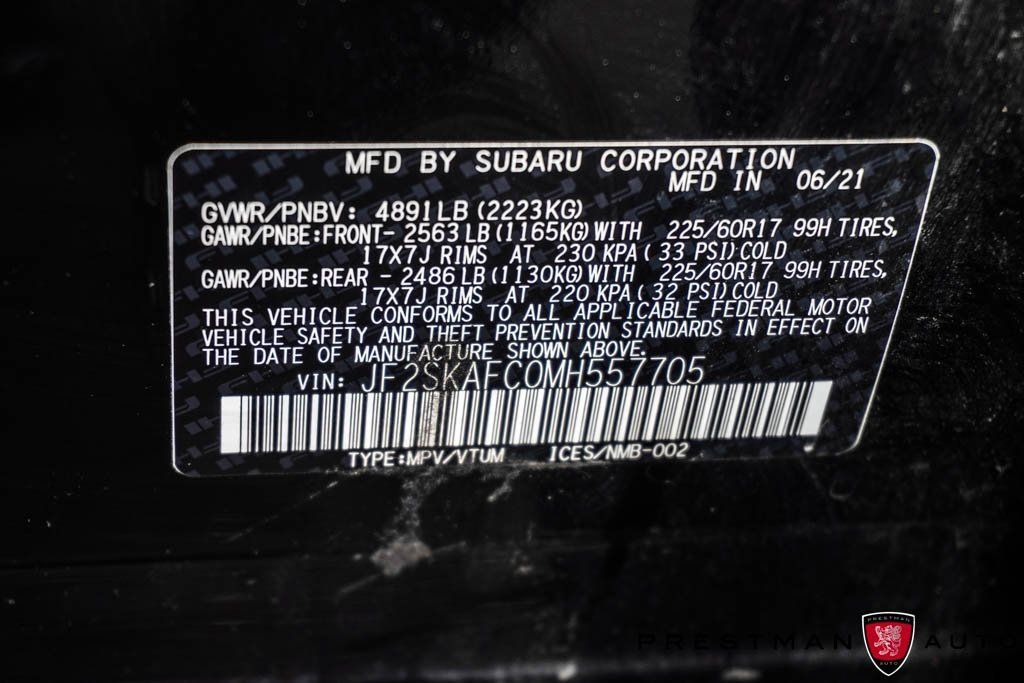 MFD BY SUBARU CORPORATION
MFD IN 06/21
GVWR/PNBV: 4891LB (2223KG)
GAWR/PNBE:FRONT- 2563LB (1165KG) WITH 225/60R17 99H TIRES,
17X7J RIMS AT 230 KPA ( 33 PSI) COLD
GAWR/PNBE:REAR - 2486LB (1130KG) WITH 225/60R17 99H TIRES,
17X7J RIMS AT 220 KPA (32 PSI) COLD
THIS VEHICLE CONFORMS TO ALL APPLICABLE FEDERAL MOTOR
VEHICLE SAFETY AND THEFT PREVENTION STANDARDS IN EFFECT ON
THE DATE OF MANUFACTURE SHOWN ABOVE.
VIN: JF2SKAFC0MH557705
TYPE:MPV/VTUM ICES/NMB-002
PRESTMAN AUTO
PRESTMAN
AUTO